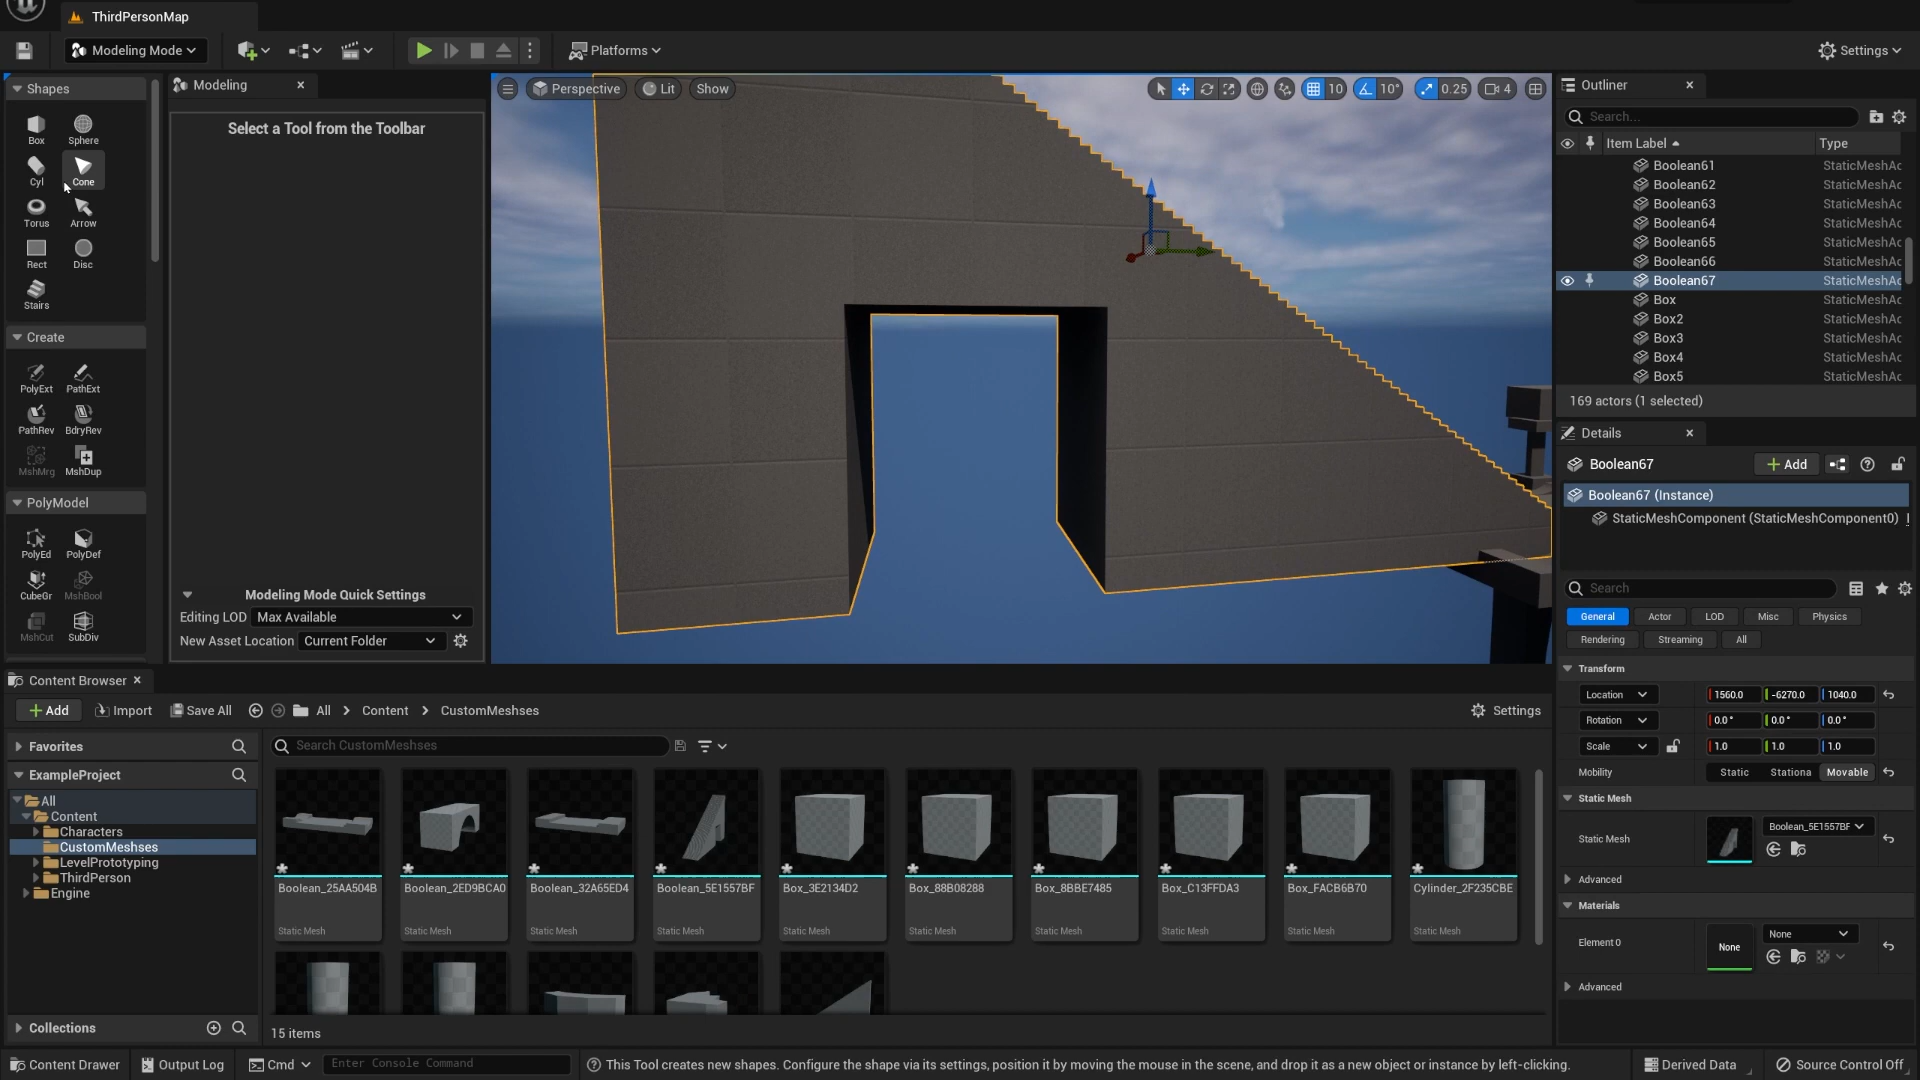 ThirdPersonMap
Modeling Mode
Platforms
Settings
Shapes
Box
Sphere
Cyl
Cone
Torus
Arrow
Rect
Disc
Stairs
Create
PolyExt
PathExt
PathRev
BdryRev
MshMrg
MshDup
PolyModel
PolyEd
PolyDef
CubeGr
MshBool
MshCut
SubDiv
Modeling
Select a Tool from the Toolbar
Modeling Mode Quick Settings
Editing LOD Max Available
New Asset Location Current Folder
Perspective
Lit
Show
10
10°
0.25
4
Outliner
Search...
Item Label
Type
Boolean61 StaticMeshAc
Boolean62 StaticMeshAc
Boolean63 StaticMeshAc
Boolean64 StaticMeshAc
Boolean65 StaticMeshAc
Boolean66 StaticMeshAc
Boolean67 StaticMeshAc
Box StaticMeshAc
Box2 StaticMeshAc
Box3 StaticMeshAc
Box4 StaticMeshAc
Box5 StaticMeshAc
169 actors (1 selected)
Details
Boolean67
Add
Boolean67 (Instance)
StaticMeshComponent (StaticMeshComponent0)
Search
General
Actor
LOD
Misc
Physics
Rendering
Streaming
All
Transform
Location 1560.0 -6270.0 1040.0
Rotation 0.0° 0.0° 0.0°
Scale 1.0 1.0 1.0
Mobility Static Stationa Movable
Static Mesh
Static Mesh Boolean_5E1557BF
Advanced
Materials
Element 0 None None
Advanced
Content Browser
Add
Import
Save All
All
Content
CustomMeshses
Settings
Favorites
ExampleProject
All
Content
Characters
CustomMeshses
LevelPrototyping
ThirdPerson
Engine
Collections
Search CustomMeshses
Boolean_25AA504B
Static Mesh
Boolean_2ED9BCA0
Static Mesh
Boolean_32A65ED4
Static Mesh
Boolean_5E1557BF
Static Mesh
Box_3E2134D2
Static Mesh
Box_88B08288
Static Mesh
Box_8BBE7485
Static Mesh
Box_C13FFDA3
Static Mesh
Box_FACB6B70
Static Mesh
Cylinder_2F235CBE
Static Mesh
15 items
Content Drawer
Output Log
Cmd
Enter Console Command
This Tool creates new shapes. Configure the shape via its settings, position it by moving the mouse in the scene, and drop it as a new object or instance by left-clicking.
Derived Data
Source Control Off